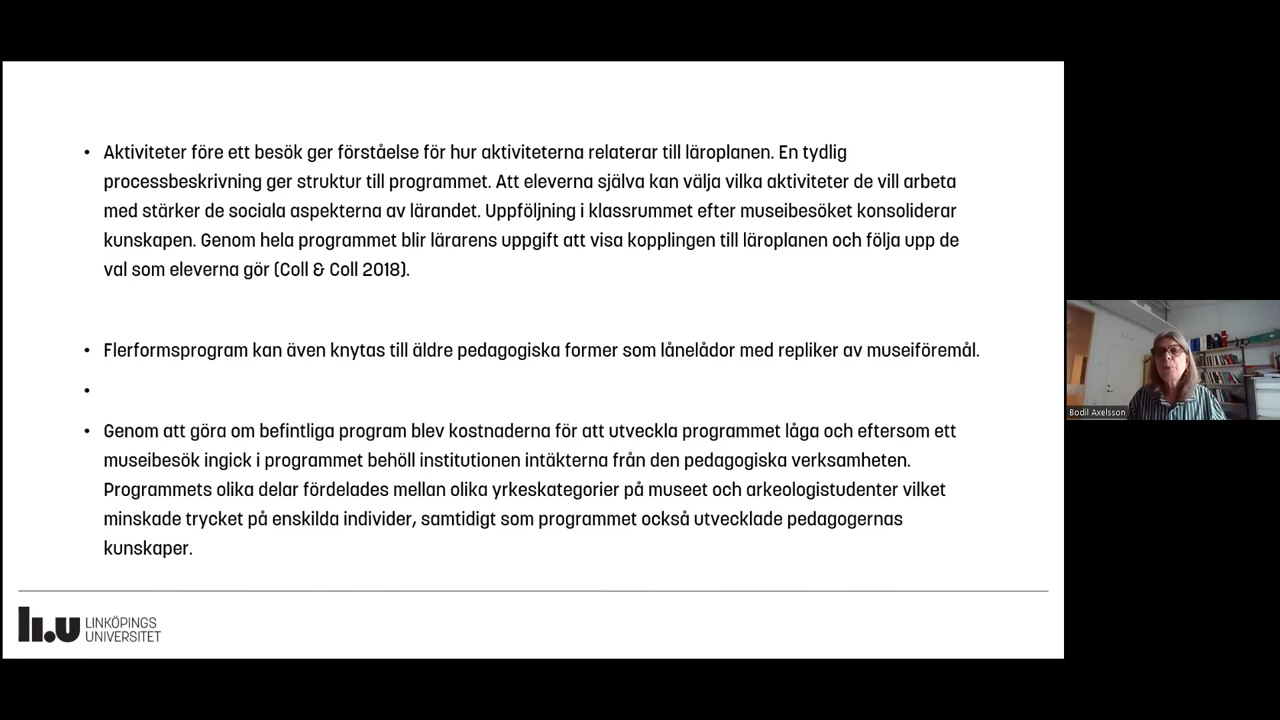 • Aktiviteter före ett besök ger förståelse för hur aktiviteterna relaterar till läroplanen. En tydlig
processbeskrivning ger struktur till programmet. Att eleverna själva kan välja vilka aktiviteter de vill arbeta
med stärker de sociala aspekterna av lärandet. Uppföljning i klassrummet efter museibesöket konsoliderar
kunskapen. Genom hela programmet blir lärarens uppgift att visa kopplingen till läroplanen och följa upp de
val som eleverna gör (Coll & Coll 2018).
• Flerformsprogram kan även knytas till äldre pedagogiska former som lånelådor med repliker av museiföremål.
•
• Genom att göra om befintliga program blev kostnaderna för att utveckla programmet låga och eftersom ett
museibesök ingick i programmet behöll institutionen intäkterna från den pedagogiska verksamheten.
Programmets olika delar fördelades mellan olika yrkeskategorier på museet och arkeologistudenter vilket
minskade trycket på enskilda individer, samtidigt som programmet också utvecklade pedagogernas
kunskaper.
li.u LINKÖPINGS
UNIVERSITET
Bodil Axelsson